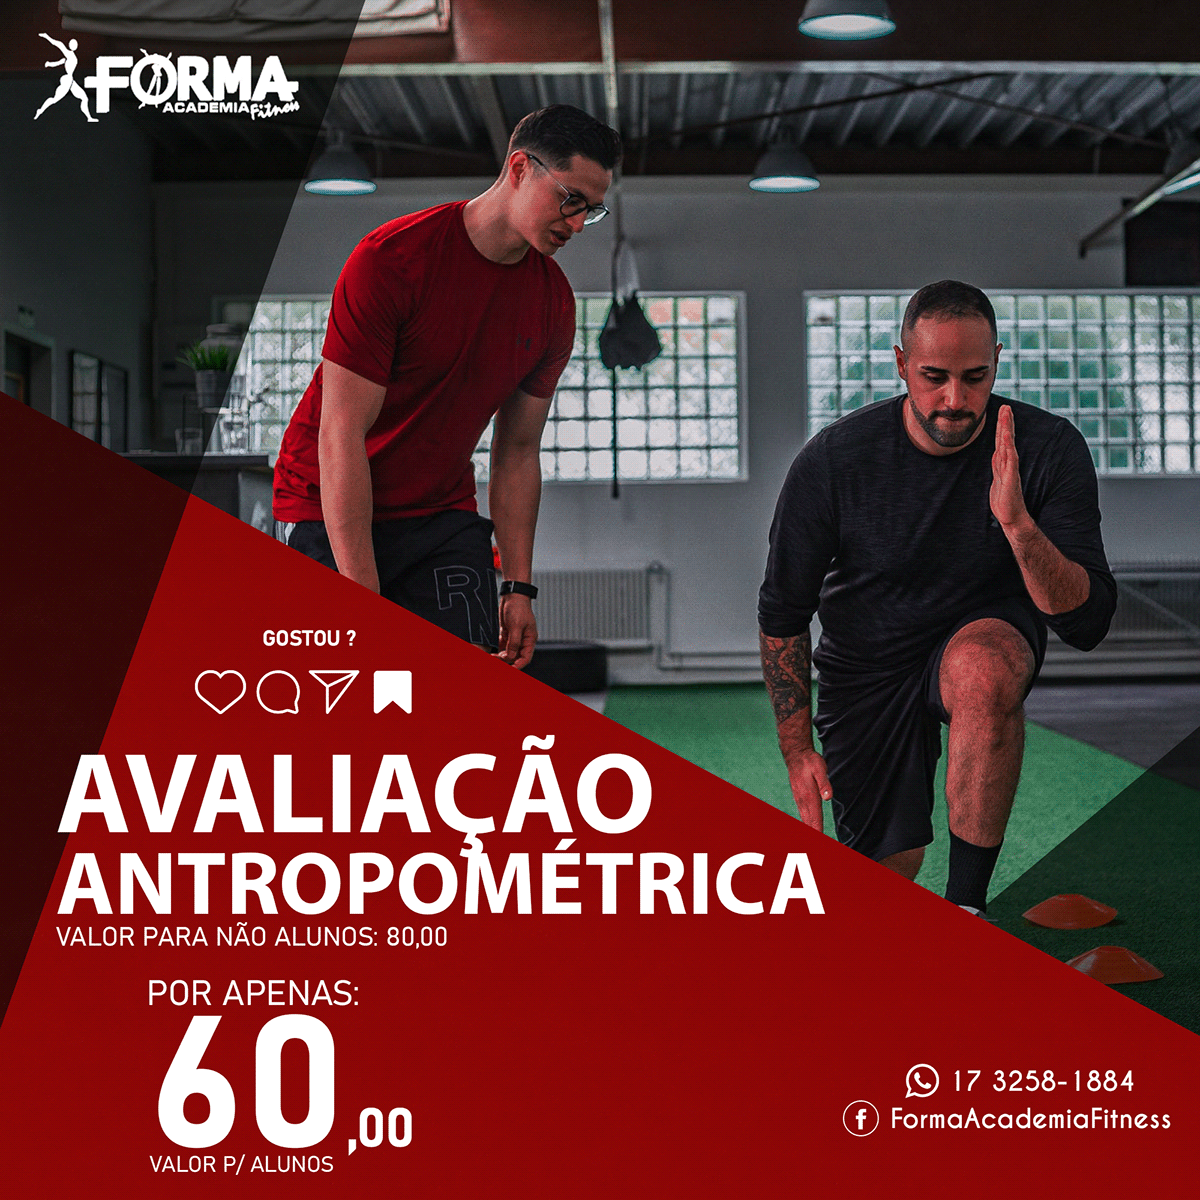 FORMA
ACADEMIA Fitness
RN
GOSTOU ?
AVALIAÇÃO
ANTROPOMÉTRICA
VALOR PARA NÃO ALUNOS: 80,00
POR APENAS:
60,00
VALOR P/ ALUNOS
17 3258-1884
FormaAcademiaFitness